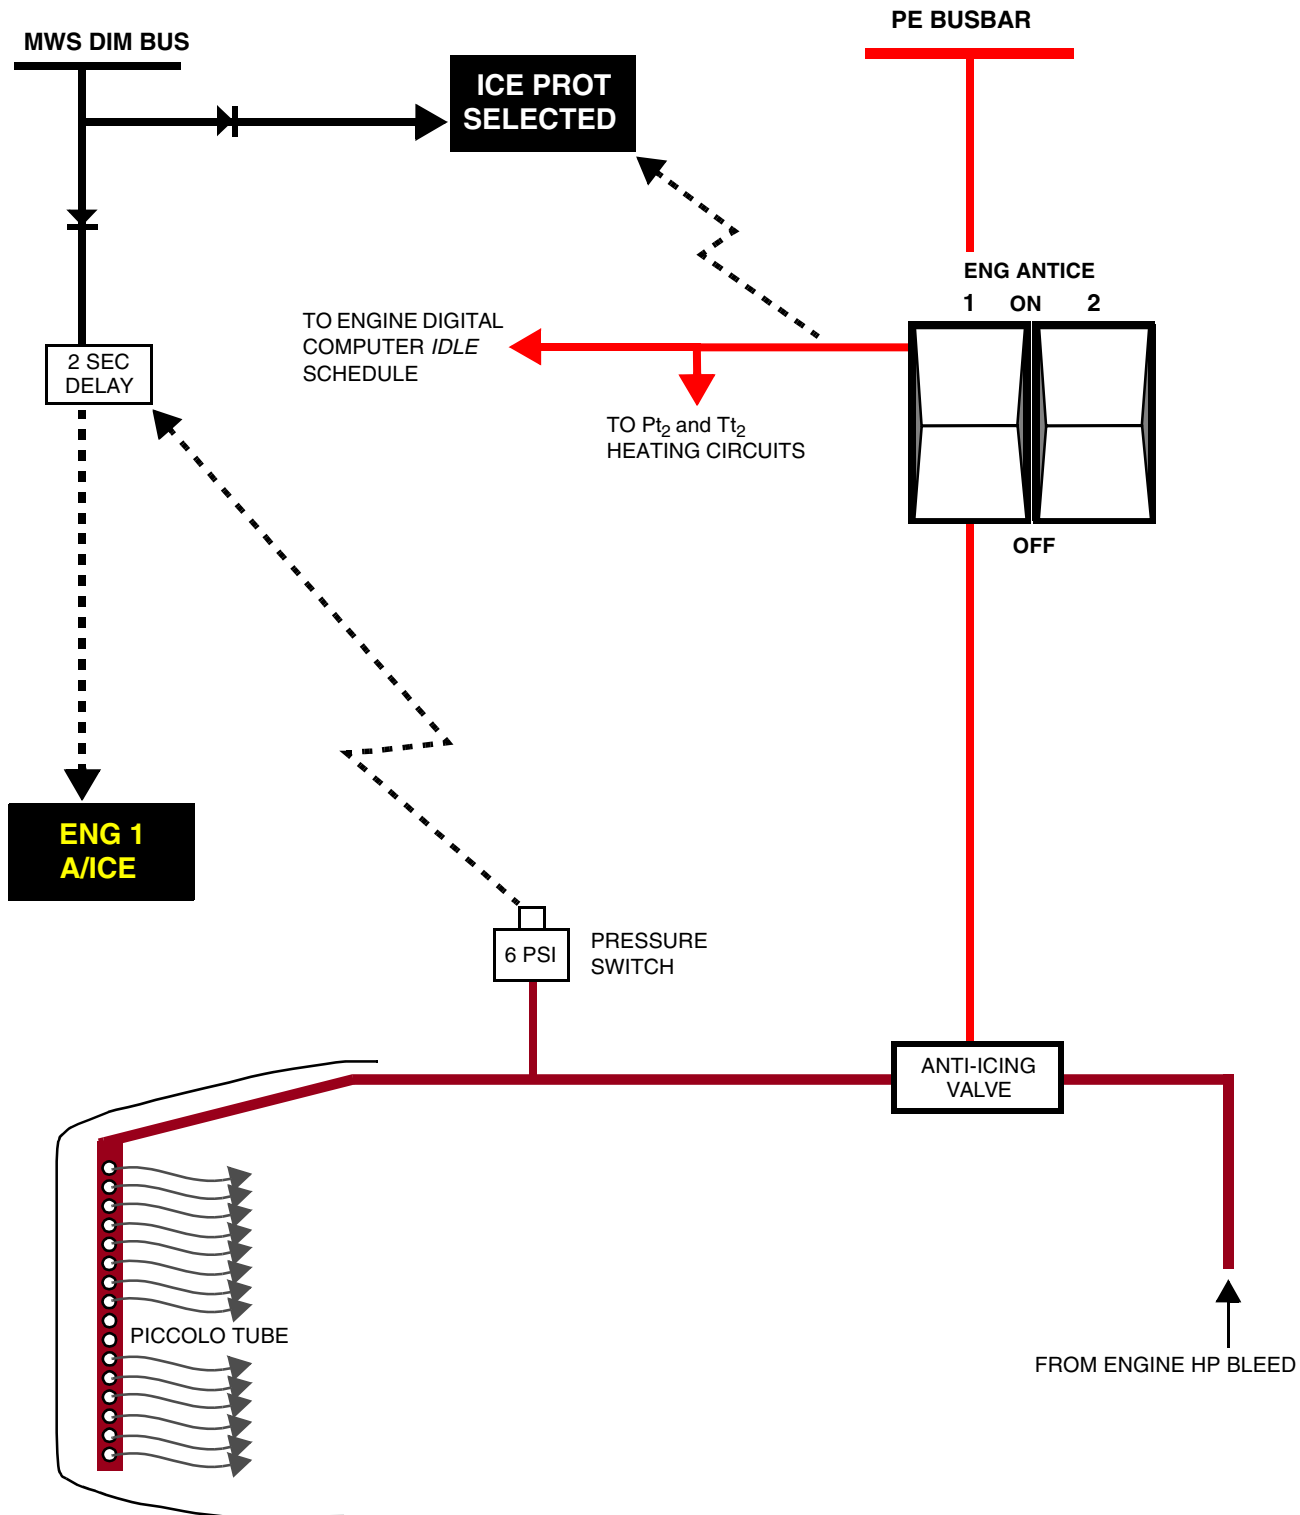 MWS DIM BUS
PE BUSBAR
ICE PROT
SELECTED
ENG ANTICE
1 ON 2
TO ENGINE DIGITAL
COMPUTER IDLE
SCHEDULE
2 SEC
DELAY
TO Pt2 and Tt2
HEATING CIRCUITS
OFF
ENG 1
A/ICE
6 PSI
PRESSURE
SWITCH
ANTI-ICING
VALVE
PICCOLO TUBE
FROM ENGINE HP BLEED